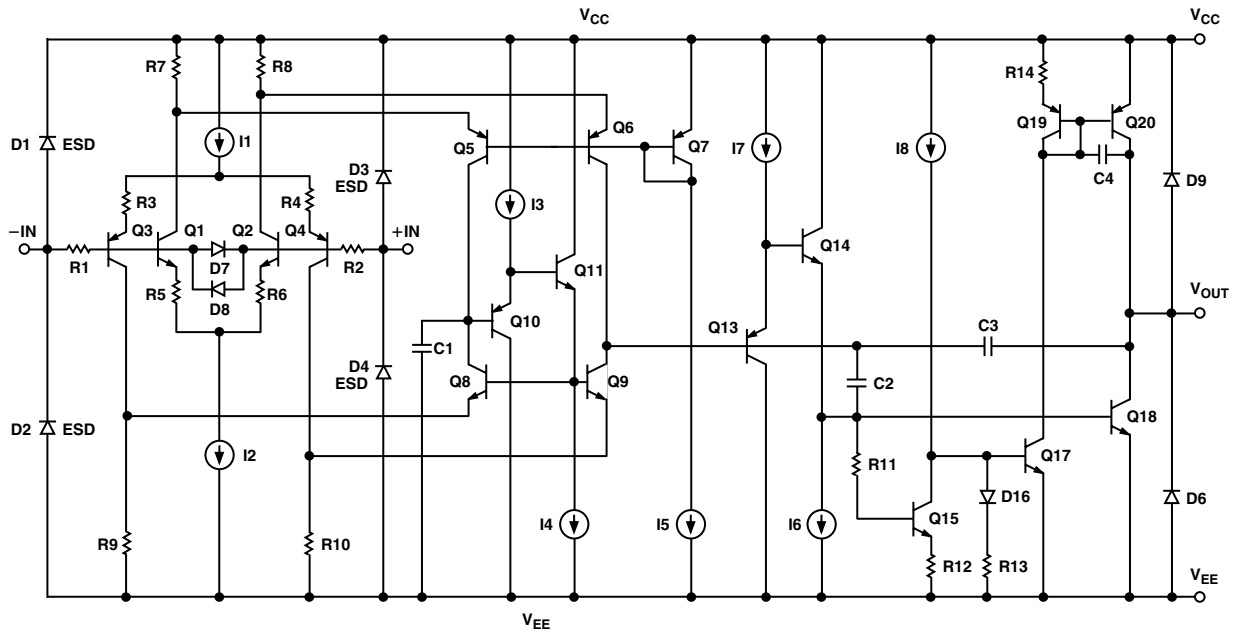 VCC
VCC
R7
R8
R14
Q19
Q20
D1
ESD
I1
D3
ESD
Q5
Q6
Q7
I7
I8
C4
D9
R3
R4
I3
−IN
+IN
R1
Q3
Q1
Q2
Q4
R2
D7
D8
R5
R6
Q11
Q14
Q10
Q13
VOUT
C1
C3
D4
ESD
Q8
Q9
C2
Q18
D2
ESD
I2
R11
Q17
D16
D6
R9
R10
I4
I5
I6
Q15
R12
R13
VEE
VEE